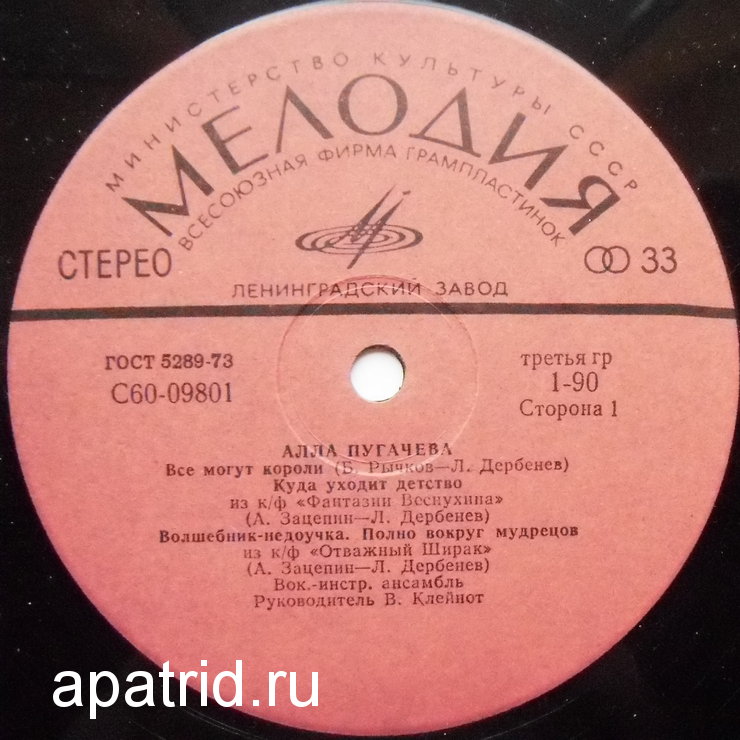 МИНИСТЕРСТВО КУЛЬТУРЫ СССР
МЕЛОДИЯ
ВСЕСОЮЗНАЯ ФИРМА ГРАМПЛАСТИНОК
СТЕРЕО
33
ЛЕНИНГРАДСКИЙ ЗАВОД
ГОСТ 5289-73
третья гр
С60-09801
1-90
Сторона 1
АЛЛА ПУГАЧЕВА
Все могут короли (Б. Рычков—Л. Дербенев)
Куда уходит детство
из к/ф «Фантазии Веснухина»
(А. Зацепин—Л. Дербенев)
Волшебник-недоучка. Полно вокруг мудрецов
из к/ф «Отважный Ширак»
(А. Зацепин—Л. Дербенев)
Вок.-инстр. ансамбль
Руководитель В. Клейнот
apatrid.ru